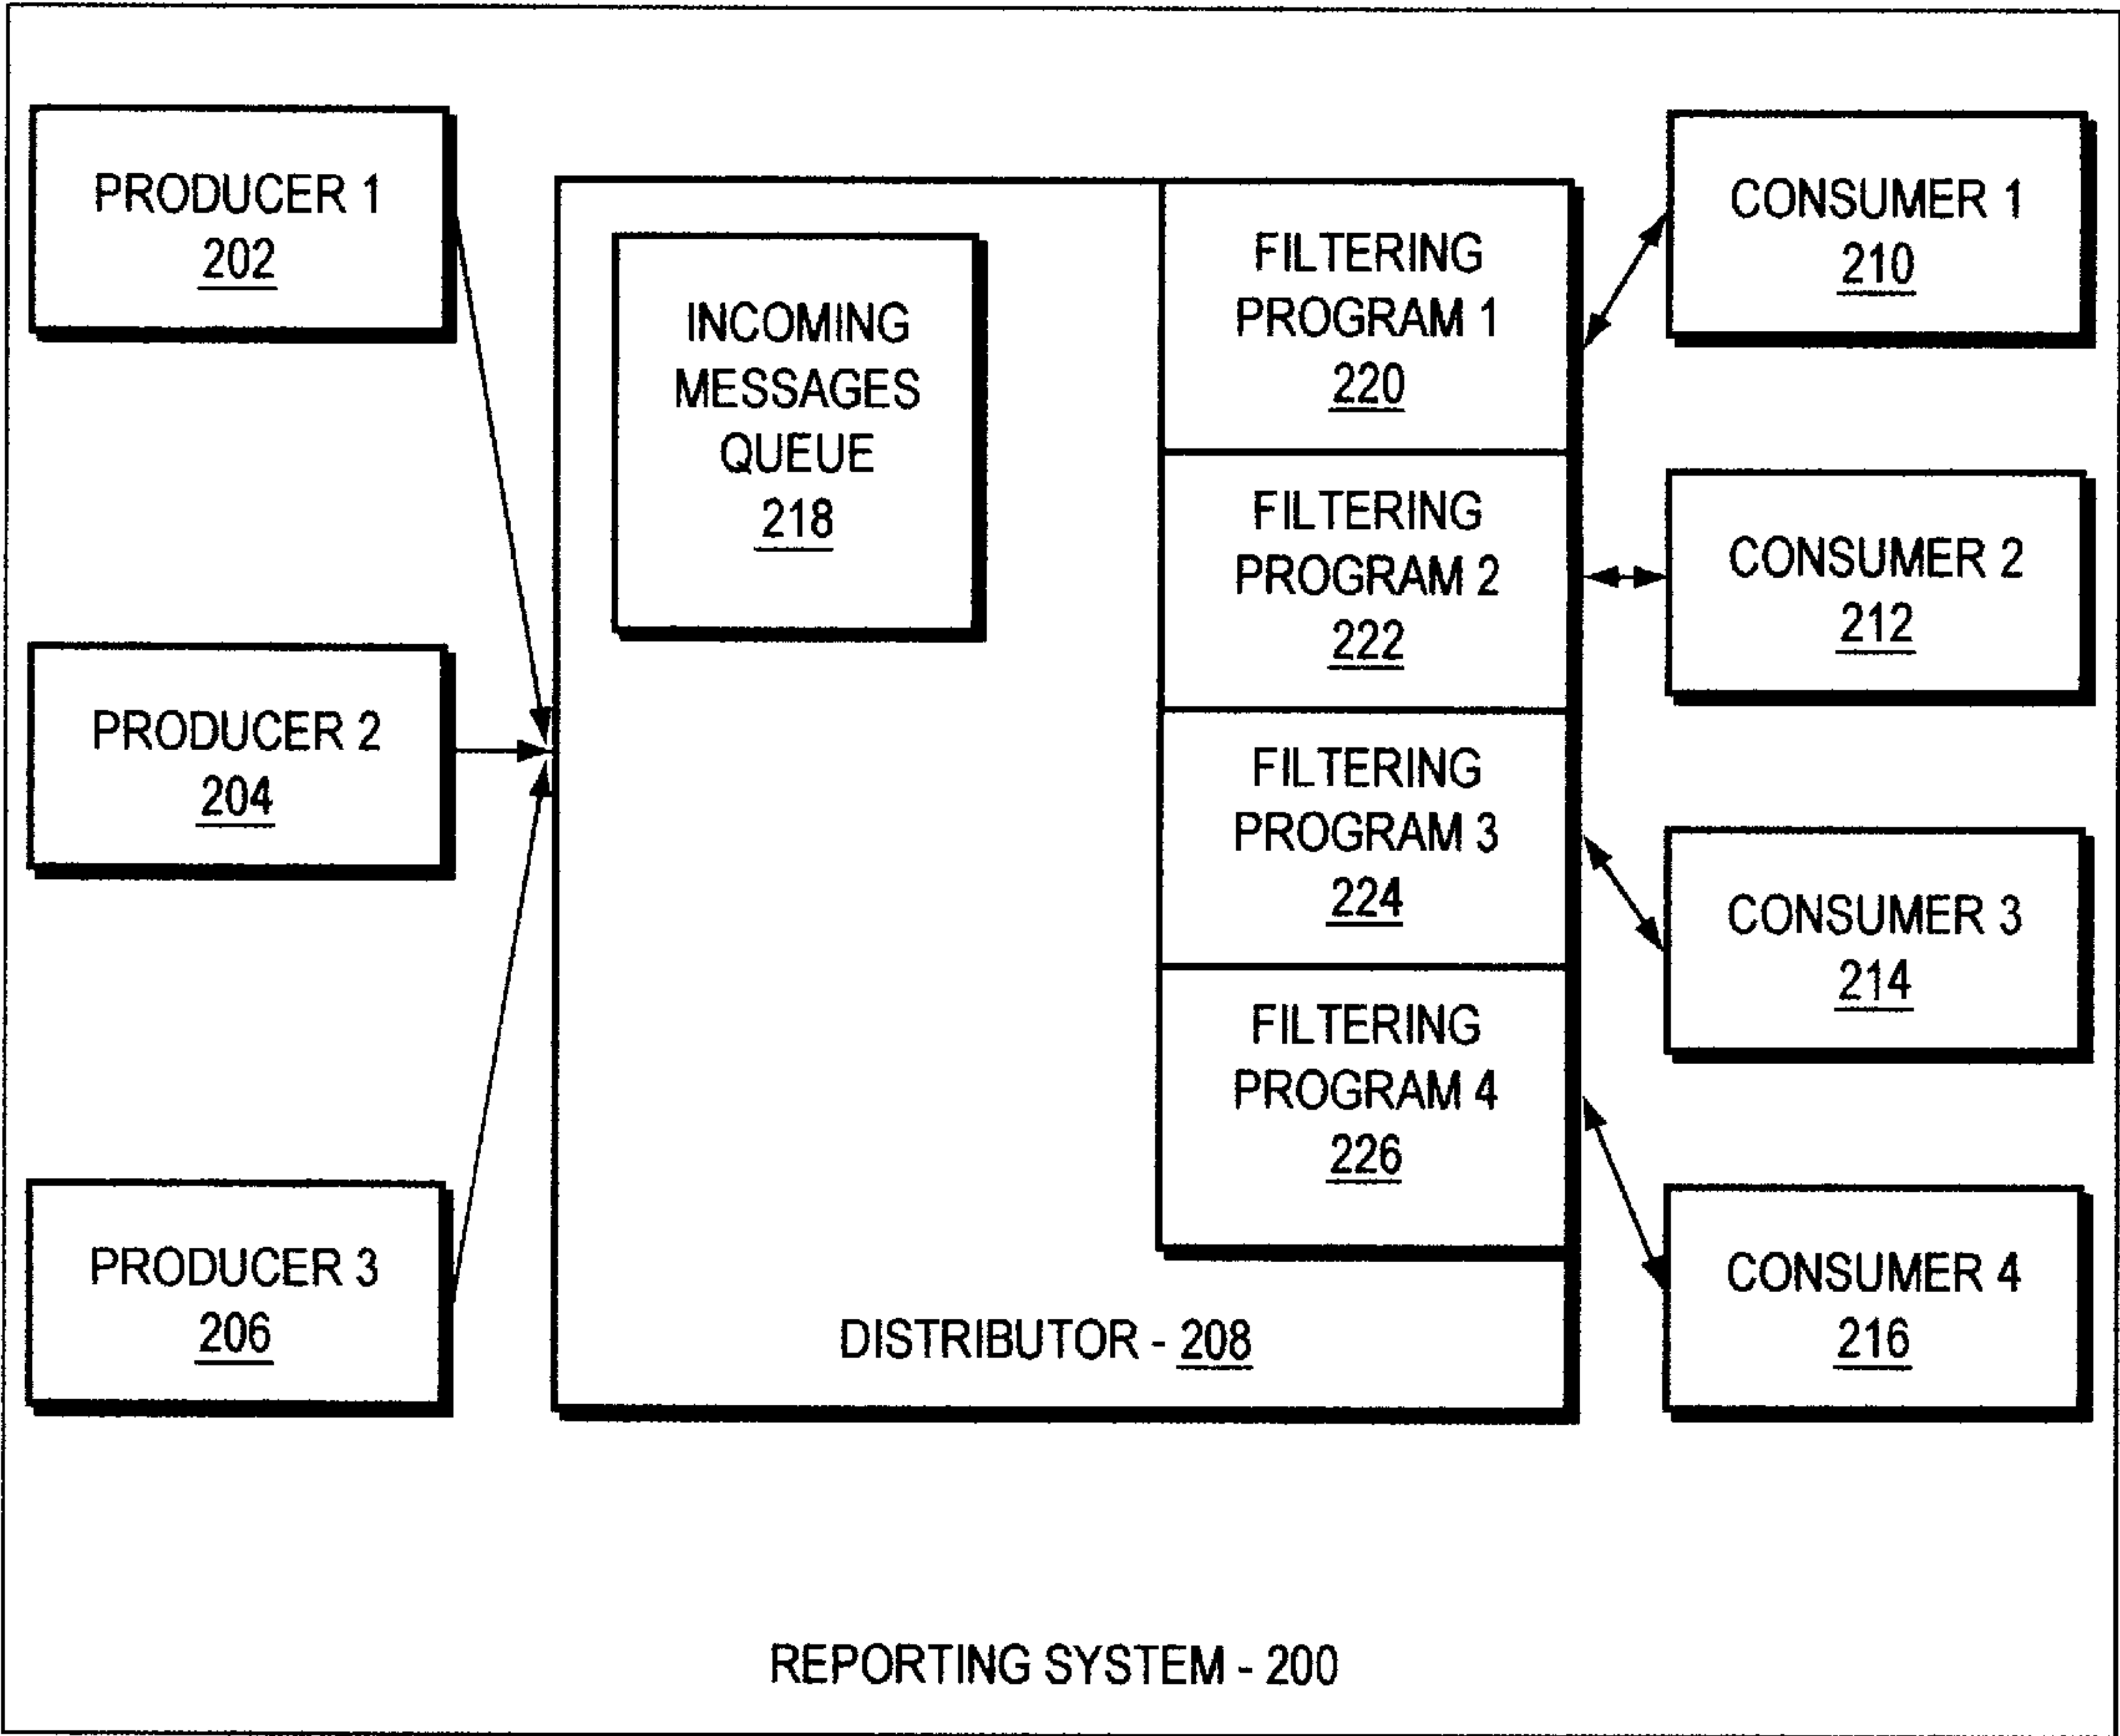 PRODUCER 1
202
PRODUCER 2
204
PRODUCER 3
206
INCOMING
MESSAGES
QUEUE
218
FILTERING
PROGRAM 1
220
FILTERING
PROGRAM 2
222
FILTERING
PROGRAM 3
224
FILTERING
PROGRAM 4
226
DISTRIBUTOR - 208
CONSUMER 1
210
CONSUMER 2
212
CONSUMER 3
214
CONSUMER 4
216
REPORTING SYSTEM - 200